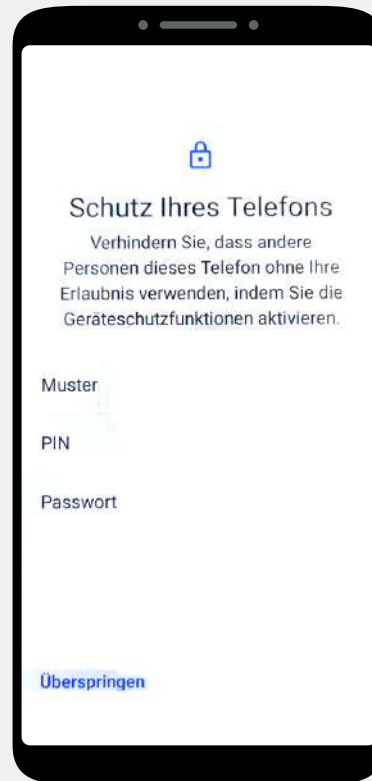 Schutz Ihres Telefons
Verhindern Sie, dass andere
Personen dieses Telefon ohne Ihre
Erlaubnis verwenden, indem Sie die
Geräteschutzfunktionen aktivieren.
Muster
PIN
Passwort
Überspringen